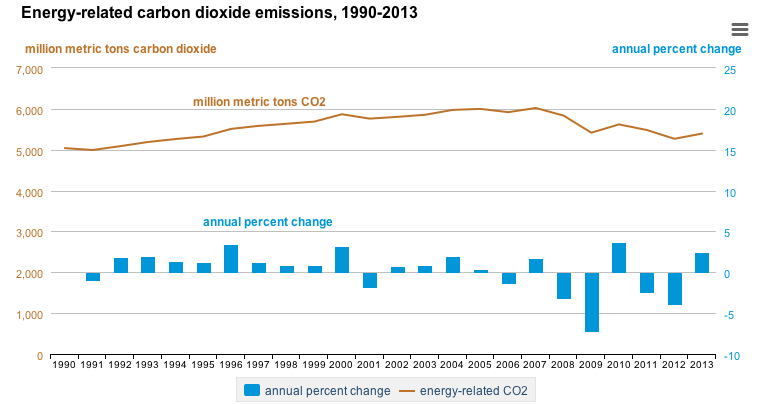 Energy-related carbon dioxide emissions, 1990-2013
million metric tons carbon dioxide annual percent change
7,000 25
million metric tons CO2
6,000 20
5,000 15
4,000 10
annual percent change
3,000 5
2,000 0
1,000 -5
0 -10
1990 1991 1992 1993 1994 1995 1996 1997 1998 1999 2000 2001 2002 2003 2004 2005 2006 2007 2008 2009 2010 2011 2012 2013
annual percent change energy-related CO2